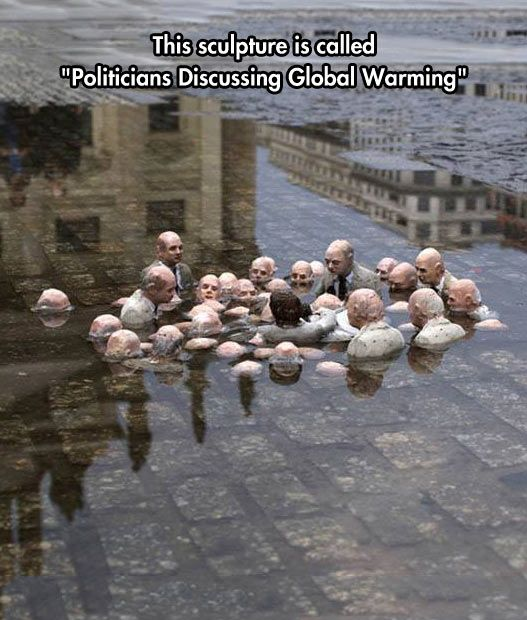 This sculpture is called
"Politicians Discussing Global Warming"